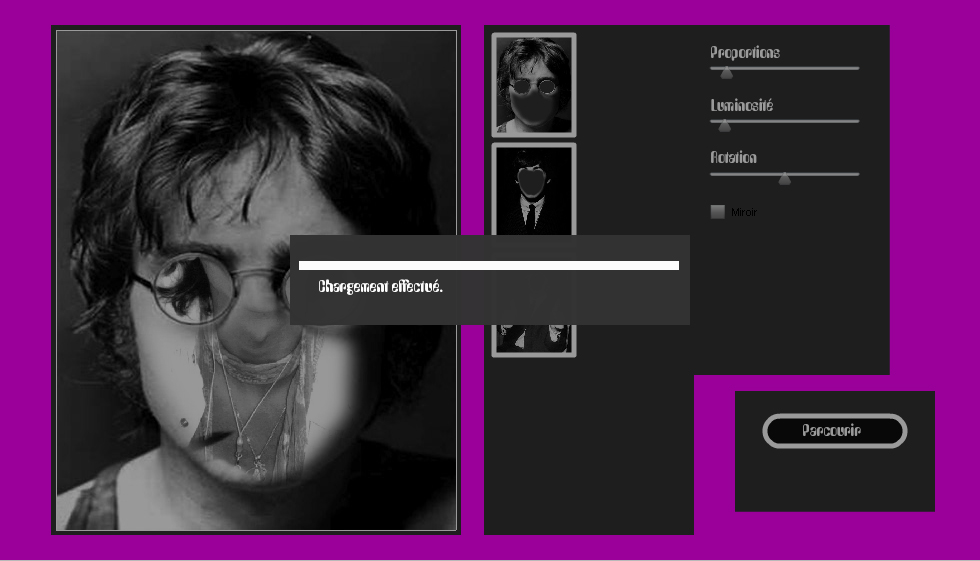 Proportions
Luminosité
Rotation
Miroir
Chargement effectué.
Parcourir